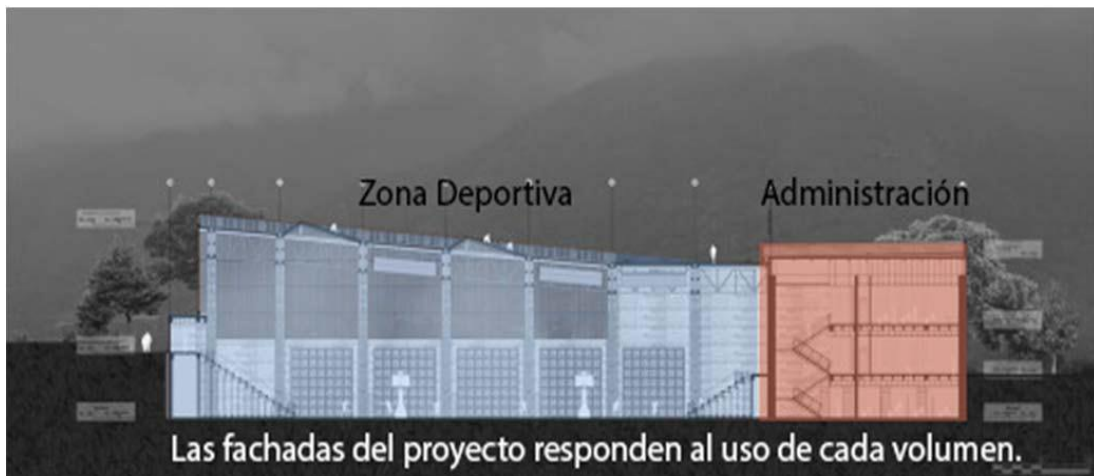 Zona Deportiva
Administración
Las fachadas del proyecto responden al uso de cada volumen.